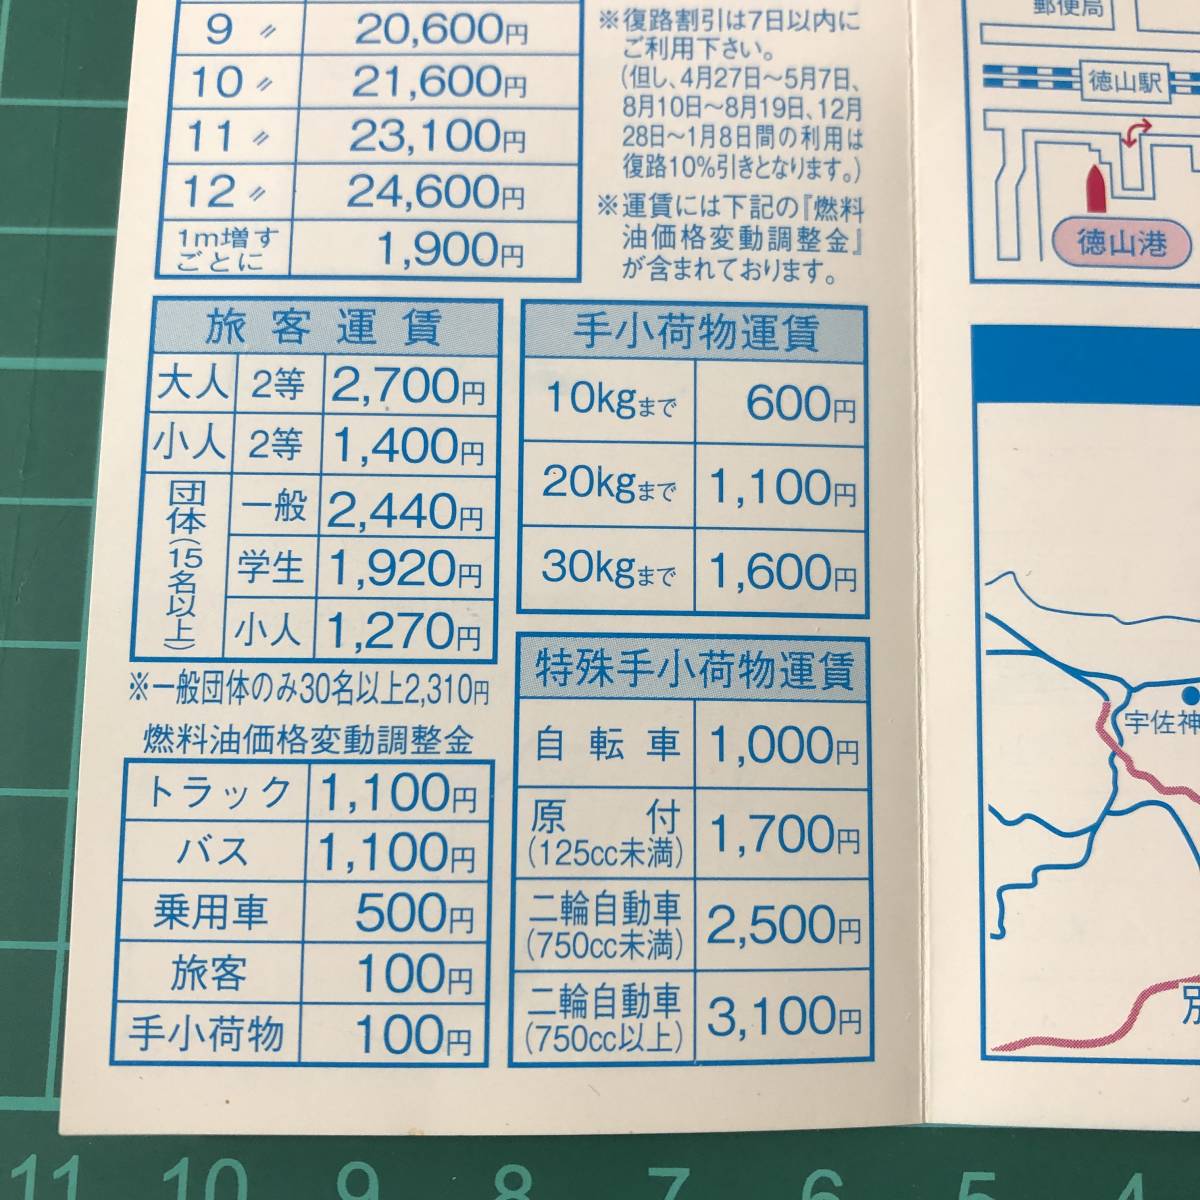 9 〃 20,600円
10 〃 21,600円
11 〃 23,100円
12 〃 24,600円
1m増す
ごとに 1,900円
※復路割引は7日以内に
ご利用下さい。
(但し、4月27日～5月7日、
8月10日～8月19日、12月
28日～1月8日間の利用は
復路10%引きとなります。)
※運賃には下記の『燃料
油価格変動調整金』
が含まれております。
旅客運賃
大人 2等 2,700円
小人 2等 1,400円
団体(15名以上)
一般 2,440円
学生 1,920円
小人 1,270円
※一般団体のみ30名以上2,310円
燃料油価格変動調整金
トラック 1,100円
バス 1,100円
乗用車 500円
旅客 100円
手小荷物 100円
手小荷物運賃
10kgまで 600円
20kgまで 1,100円
30kgまで 1,600円
特殊手小荷物運賃
自転車 1,000円
原付
(125cc未満) 1,700円
二輪自動車
(750cc未満) 2,500円
二輪自動車
(750cc以上) 3,100円
郵便局
徳山駅
徳山港
宇佐神
別
11 10 9 8 7 6 5 4